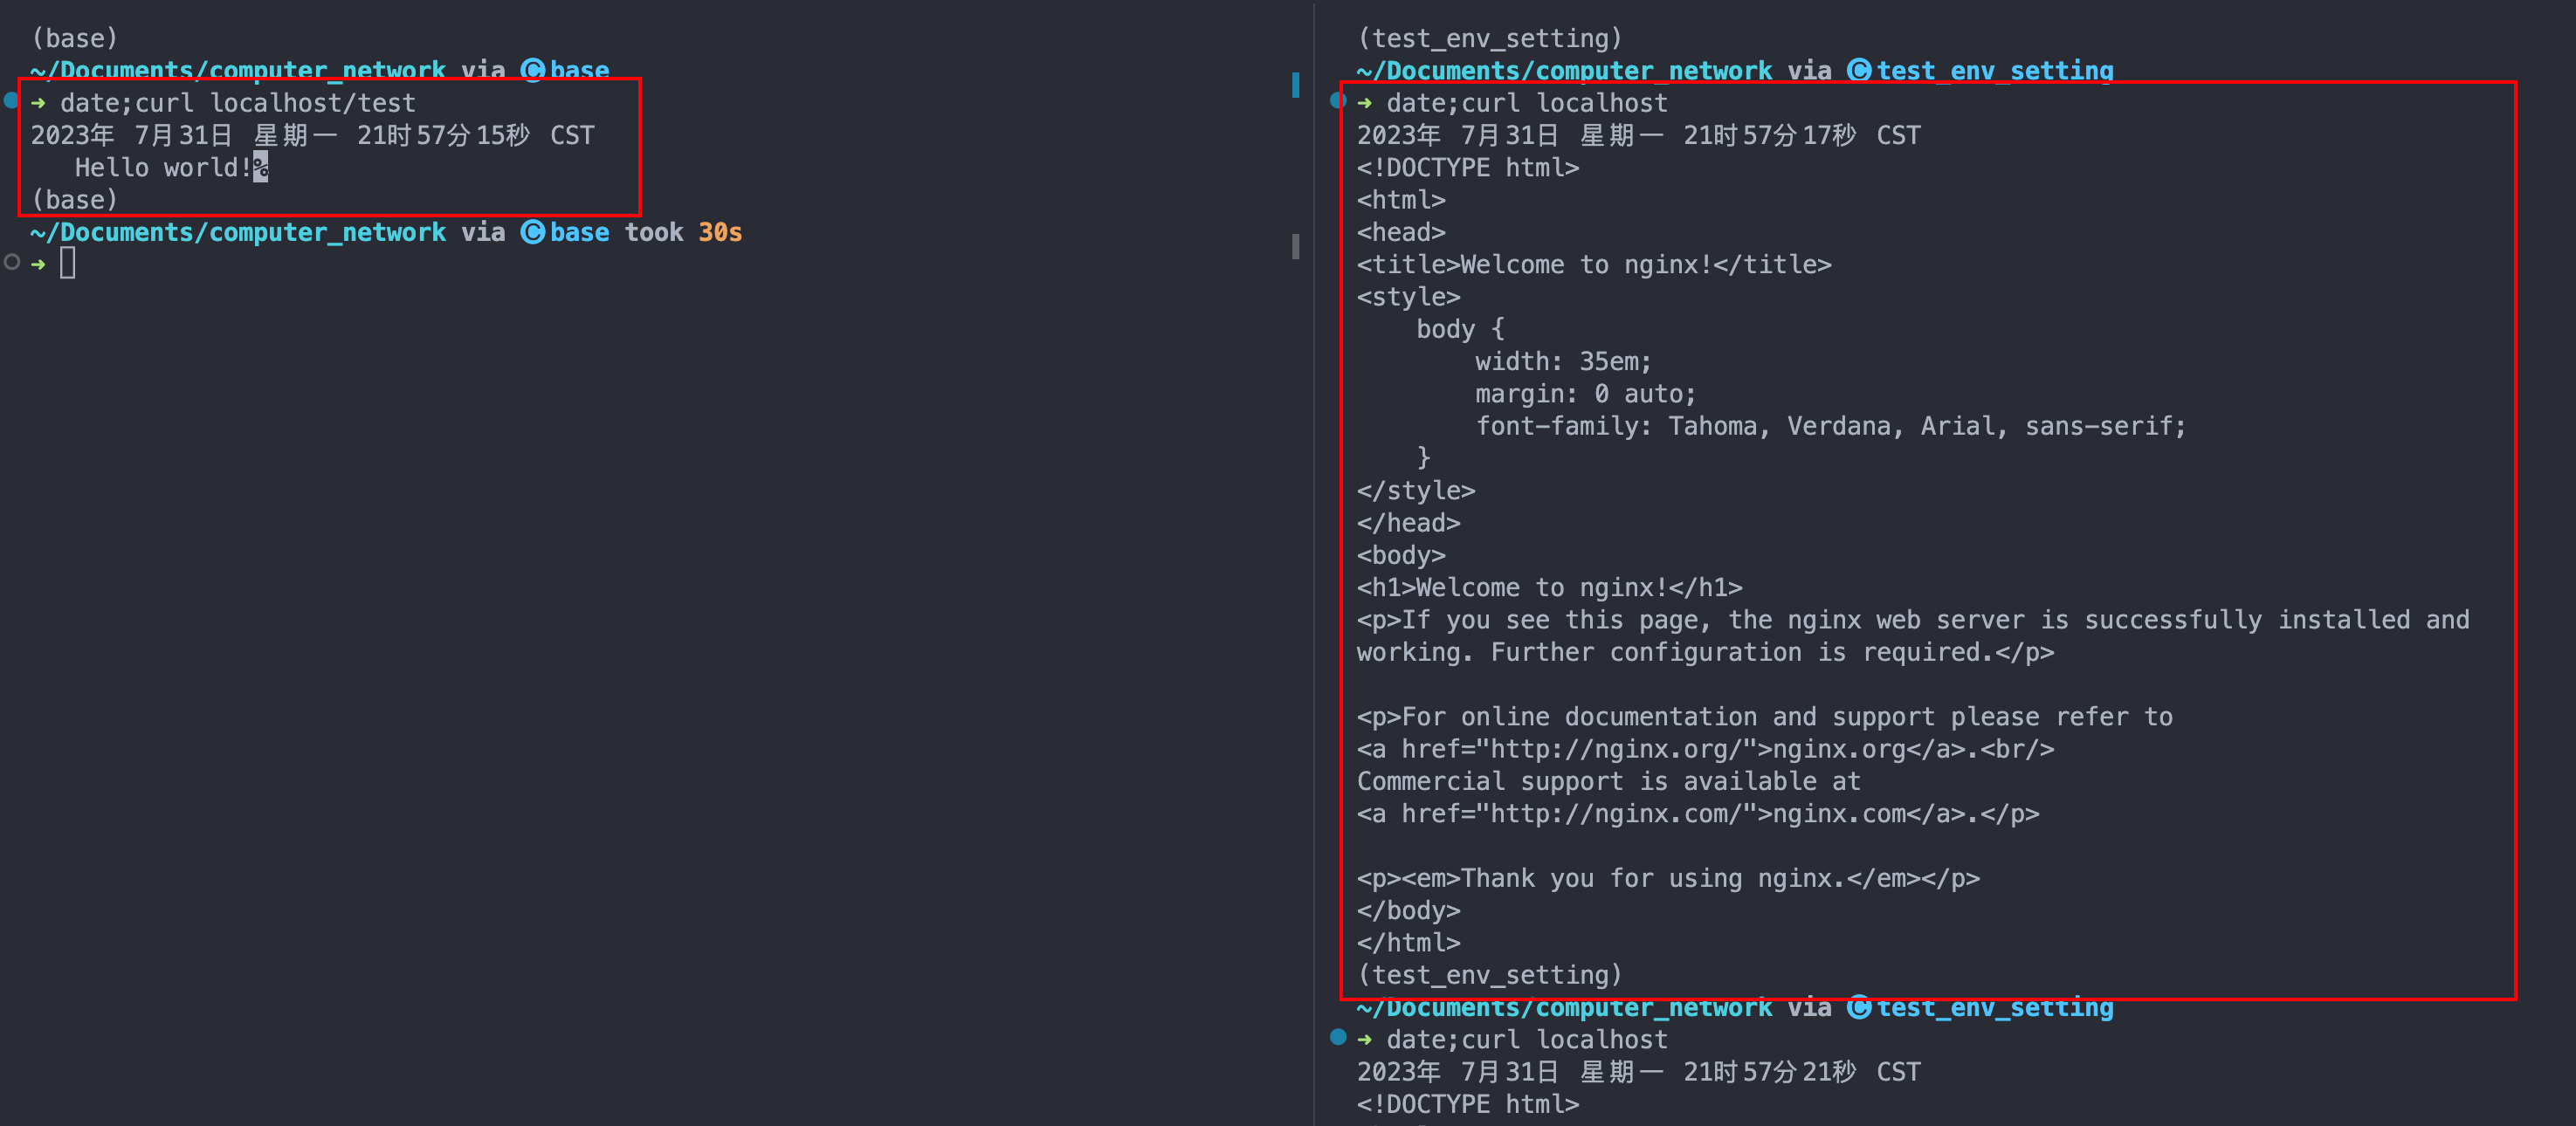 (base)
~/Documents/computer_network via Ⓒ base
➜ date;curl localhost/test
2023年 7月31日 星期一 21时57分15秒 CST
   Hello world!%
(base)
~/Documents/computer_network via Ⓒ base took 30s
➜
(test_env_setting)
~/Documents/computer_network via Ⓒ test_env_setting
➜ date;curl localhost
2023年 7月31日 星期一 21时57分17秒 CST
<!DOCTYPE html>
<html>
<head>
<title>Welcome to nginx!</title>
<style>
    body {
        width: 35em;
        margin: 0 auto;
        font-family: Tahoma, Verdana, Arial, sans-serif;
    }
</style>
</head>
<body>
<h1>Welcome to nginx!</h1>
<p>If you see this page, the nginx web server is successfully installed and
working. Further configuration is required.</p>

<p>For online documentation and support please refer to
<a href="http://nginx.org/">nginx.org</a>.<br/>
Commercial support is available at
<a href="http://nginx.com/">nginx.com</a>.</p>

<p><em>Thank you for using nginx.</em></p>
</body>
</html>
(test_env_setting)
~/Documents/computer_network via Ⓒ test_env_setting
➜ date;curl localhost
2023年 7月31日 星期一 21时57分21秒 CST
<!DOCTYPE html>